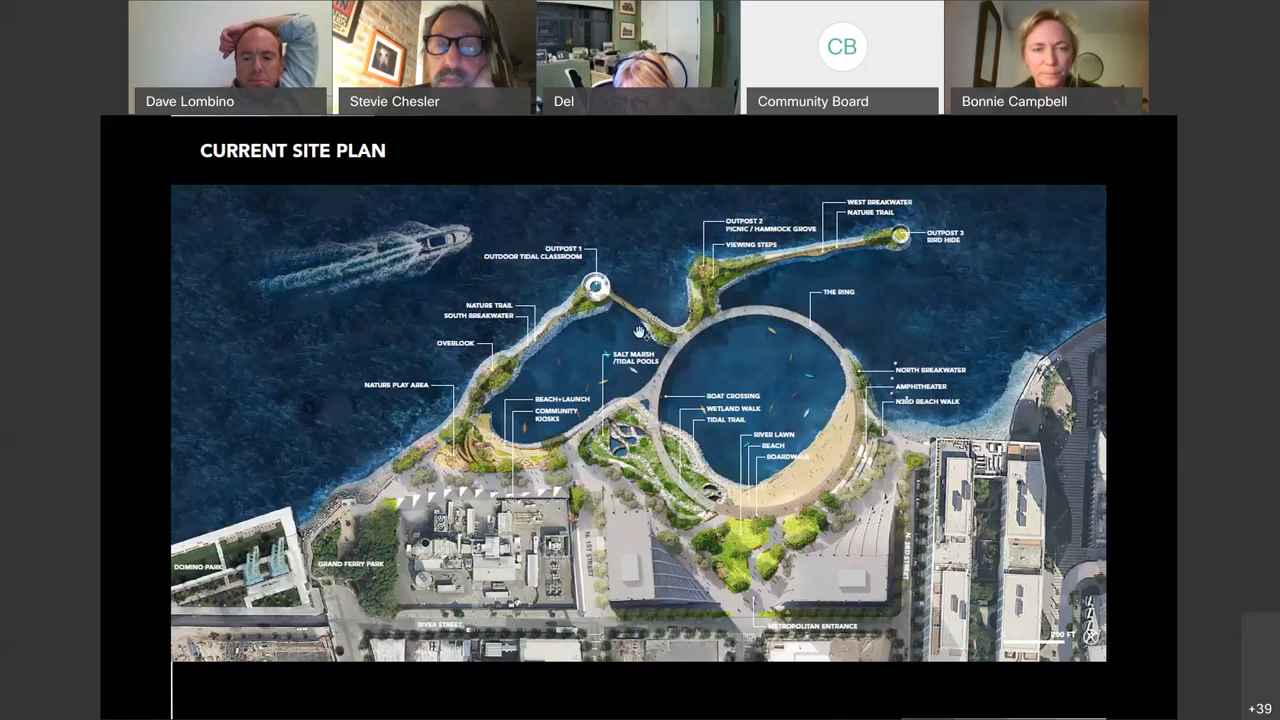 Dave Lombino
Stevie Chesler
Del
CB
Community Board
Bonnie Campbell
CURRENT SITE PLAN
WEST BREAKWATER
NATURE TRAIL
OUTPOST 2
PICNIC / HAMMOCK GROVE
OUTPOST 3
BIRD HIDE
VIEWING STEPS
OUTPOST 1
OUTDOOR TIDAL CLASSROOM
THE RING
NATURE TRAIL
SOUTH BREAKWATER
OVERLOOK
SALT MARSH
/TIDAL POOLS
NORTH BREAKWATER
NATURE PLAY AREA
AMPHITHEATER
BEACH+LAUNCH
BOAT CROSSING
N3RD BEACH WALK
COMMUNITY
KIOSKS
WETLAND WALK
TIDAL TRAIL
RIVER LAWN
BEACH
BOARDWALK
N 1ST STREET
N 3RD STREET
DOMINO PARK
GRAND FERRY PARK
RIVER STREET
METROPOLITAN ENTRANCE
200 FT
+39